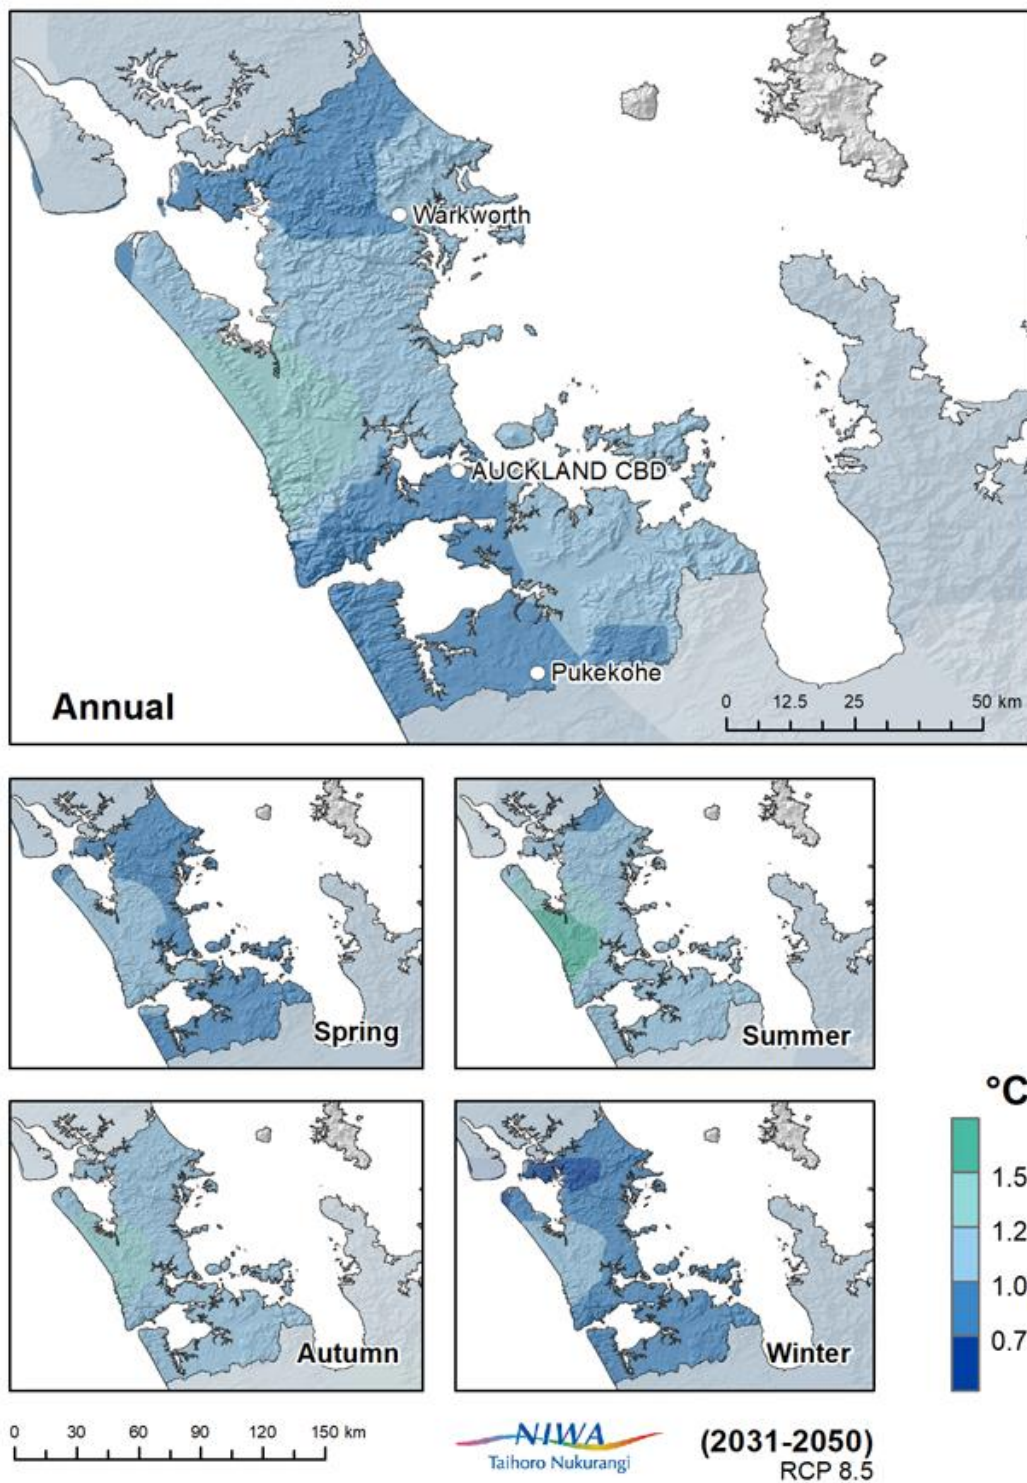 Warkworth
AUCKLAND CBD
Pukekohe
Annual
0 12.5 25 50 km
Spring
Summer
Autumn
Winter
°C
1.5
1.2
1.0
0.7
0 30 60 90 120 150 km
NIWA
Taihoro Nukurangi
(2031-2050)
RCP 8.5